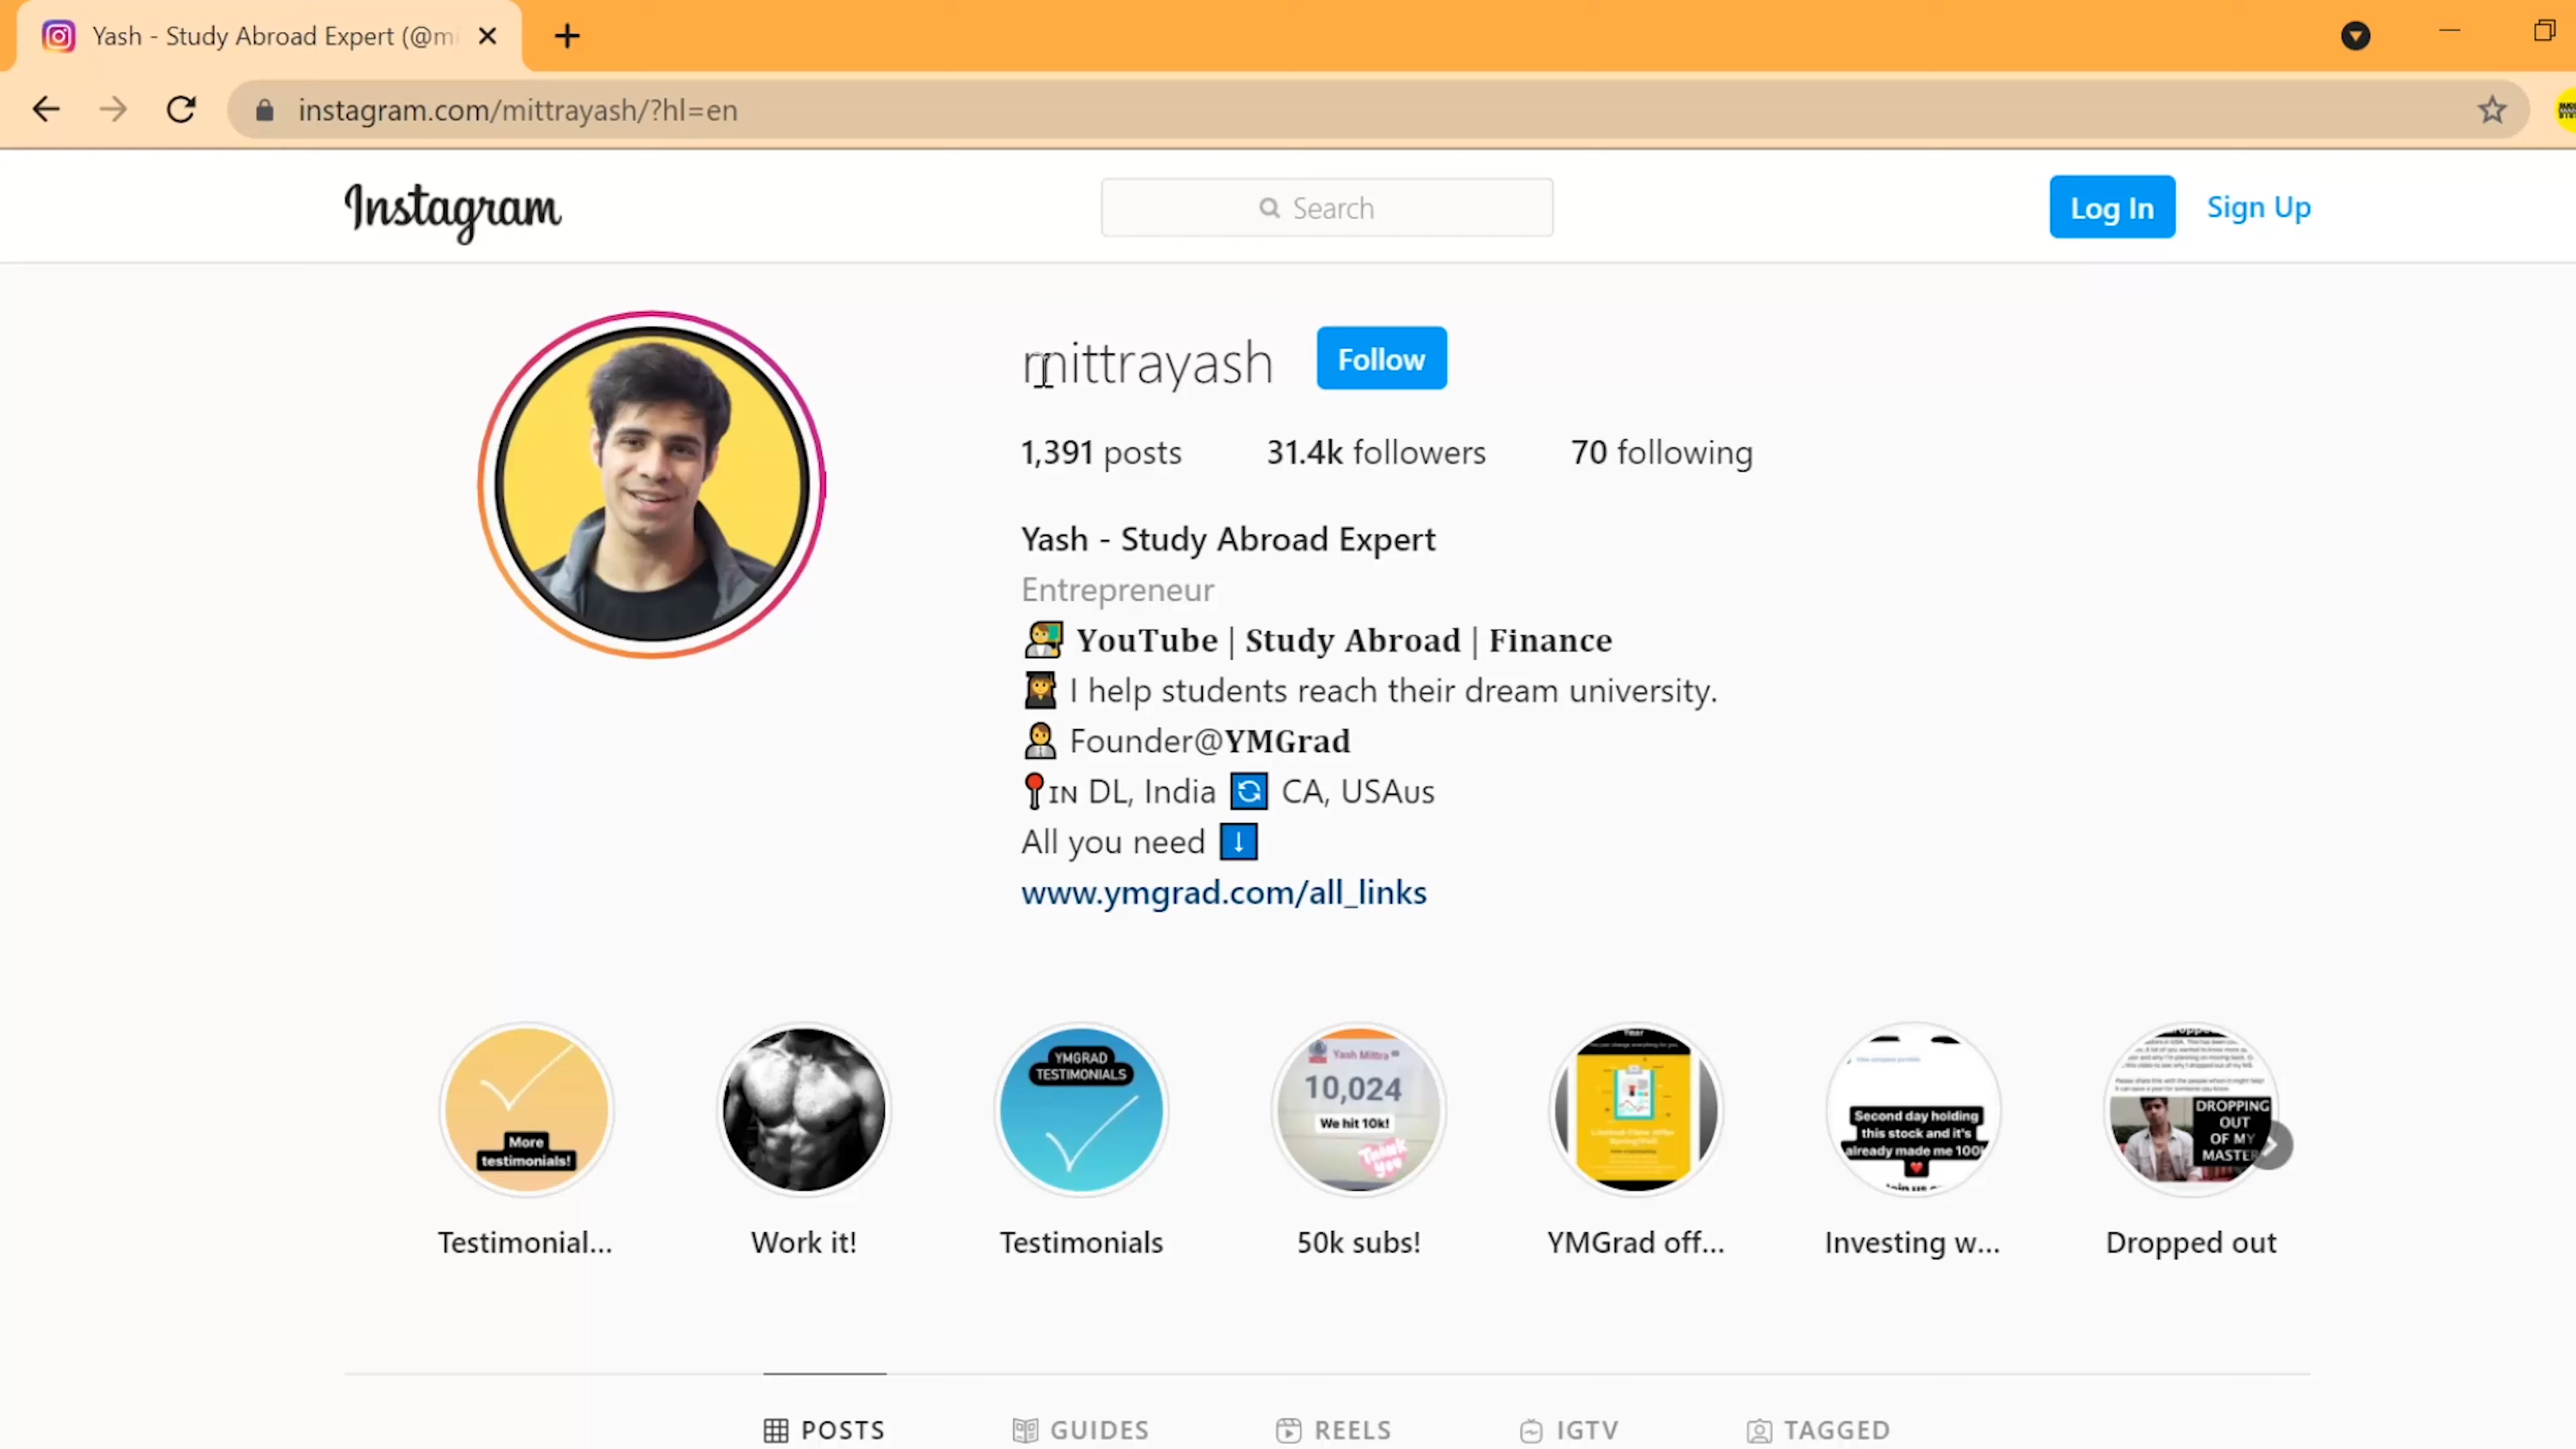 Yash - Study Abroad Expert (@mi
instagram.com/mittrayash/?hl=en
Instagram
Search
Log In
Sign Up
mittrayash
Follow
1,391 posts 31.4k followers 70 following
Yash - Study Abroad Expert
Entrepreneur
YouTube | Study Abroad | Finance
I help students reach their dream university.
Founder@YMGrad
IN DL, India CA, USAus
All you need
www.ymgrad.com/all_links
More
testimonials!
YMGRAD
TESTIMONIALS
Yash Mittra
10,024
We hit 10k!
Thank
you
Second day holding
this stock and it's
already made me 100
DROPPING
OUT
OF MY
MASTER
Testimonial...
Work it!
Testimonials
50k subs!
YMGrad off...
Investing w...
Dropped out
POSTS
GUIDES
REELS
IGTV
TAGGED